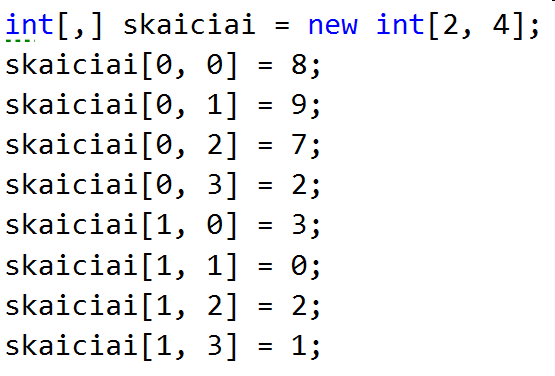 int[,] skaiciai = new int[2, 4];
skaiciai[0, 0] = 8;
skaiciai[0, 1] = 9;
skaiciai[0, 2] = 7;
skaiciai[0, 3] = 2;
skaiciai[1, 0] = 3;
skaiciai[1, 1] = 0;
skaiciai[1, 2] = 2;
skaiciai[1, 3] = 1;